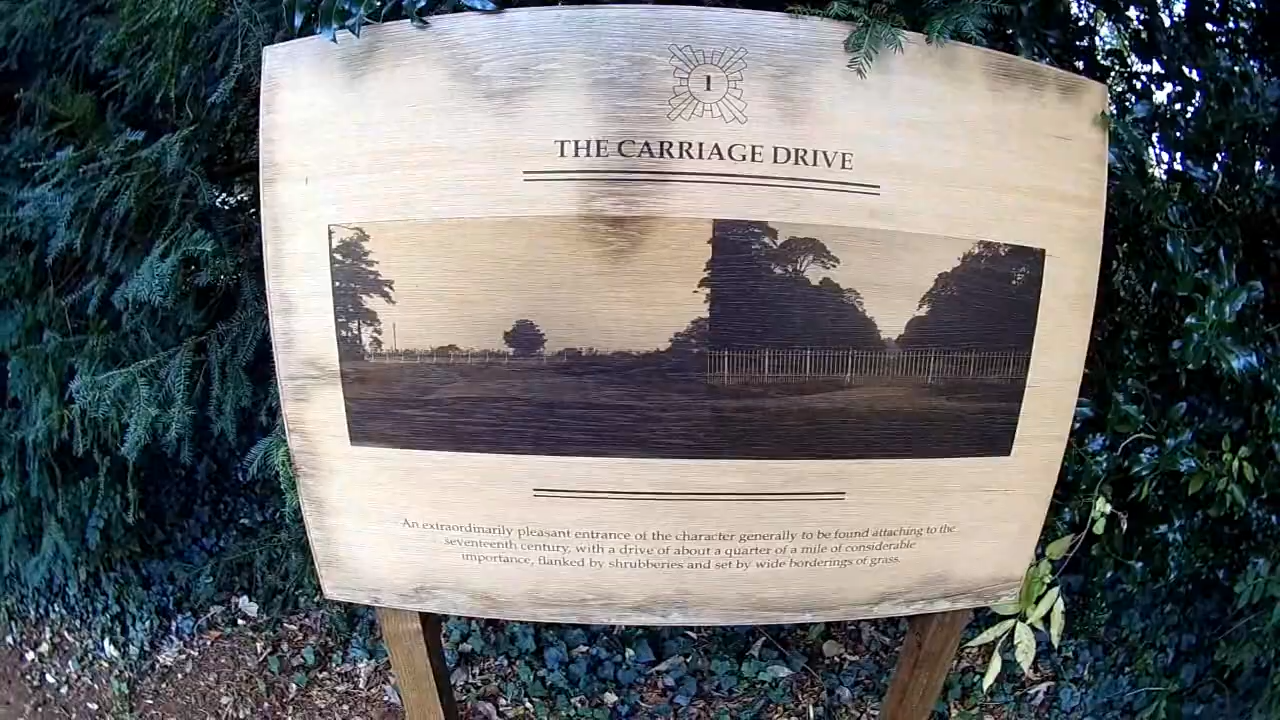 1
THE CARRIAGE DRIVE
An extraordinarily pleasant entrance of the character generally to be found attaching to the
seventeenth century, with a drive of about a quarter of a mile of considerable
importance, flanked by shrubberies and set by wide borderings of grass.